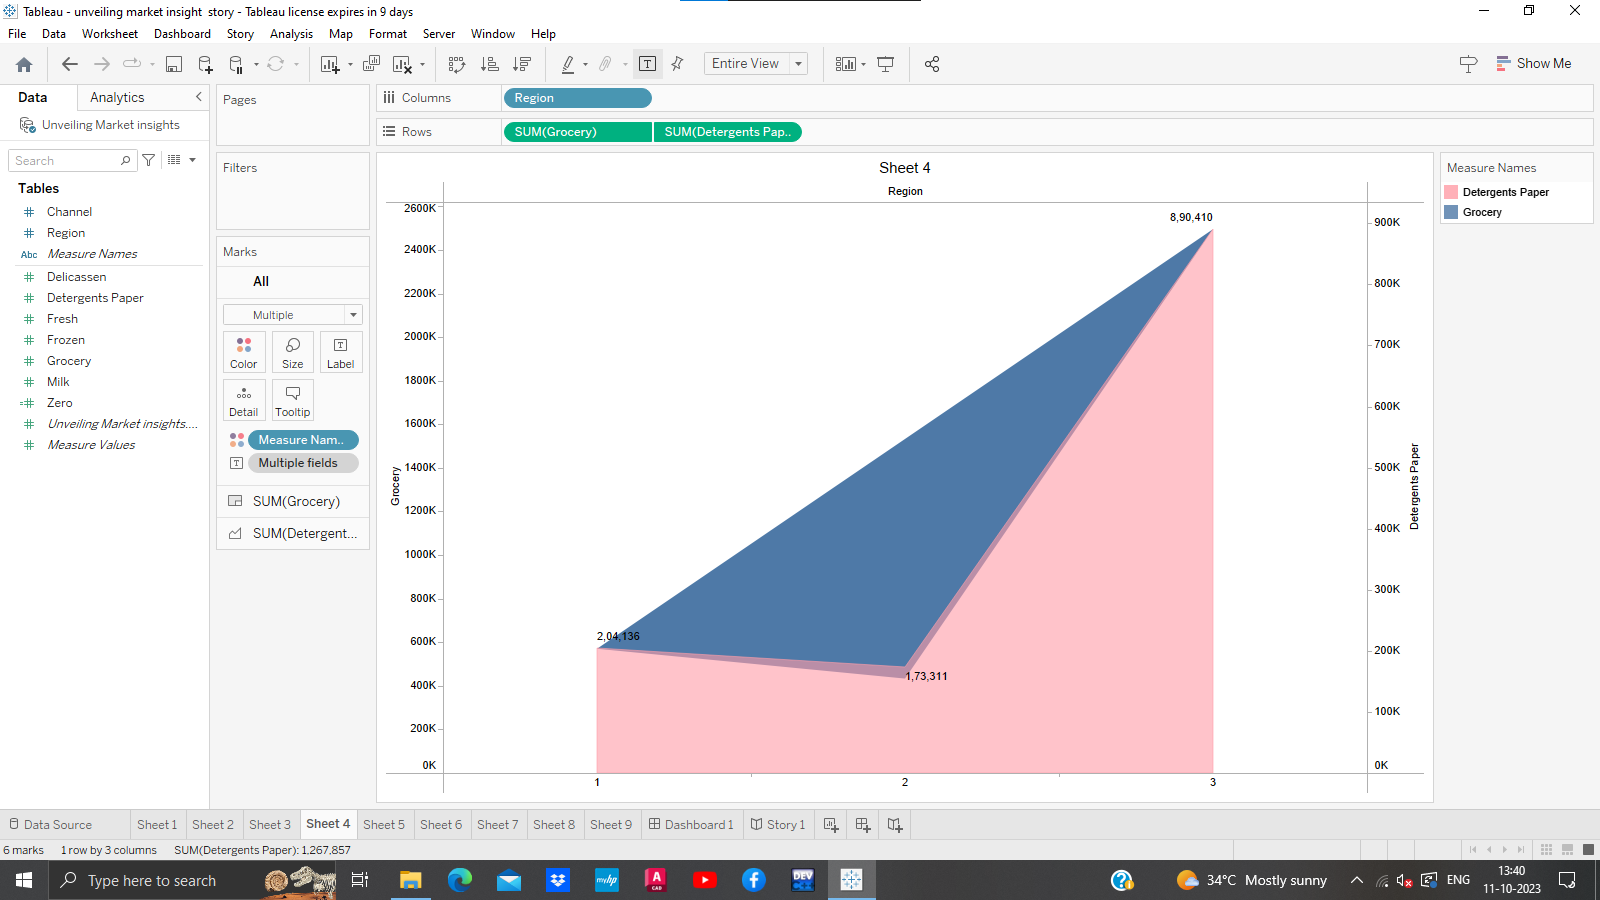 Tableau - unveiling market insight  story - Tableau license expires in 9 days
File Data Worksheet Dashboard Story Analysis Map Format Server Window Help
Entire View
Show Me
Data Analytics
Unveiling Market insights
Search
Tables
Channel
Region
Abc Measure Names
Delicassen
Detergents Paper
Fresh
Frozen
Grocery
Milk
Zero
Unveiling Market insights....
Measure Values
Pages
Filters
Marks
All
Multiple
Color Size Label
Detail Tooltip
Measure Nam..
Multiple fields
SUM(Grocery)
SUM(Detergent...
Columns Region
Rows SUM(Grocery) SUM(Detergents Pap..
Sheet 4
Region
2600K
2400K
2200K
2000K
1800K
1600K
1400K
1200K
1000K
800K
600K
400K
200K
0K
Grocery
8,90,410
2,04,136
1,73,311
1 2 3
900K
800K
700K
600K
500K
400K
300K
200K
100K
0K
Detergents Paper
Measure Names
Detergents Paper
Grocery
Data Source Sheet 1 Sheet 2 Sheet 3 Sheet 4 Sheet 5 Sheet 6 Sheet 7 Sheet 8 Sheet 9 Dashboard 1 Story 1
6 marks 1 row by 3 columns SUM(Detergents Paper): 1,267,857
Type here to search
myhp
A CAD
DEV C++
34°C Mostly sunny
ENG
13:40
11-10-2023